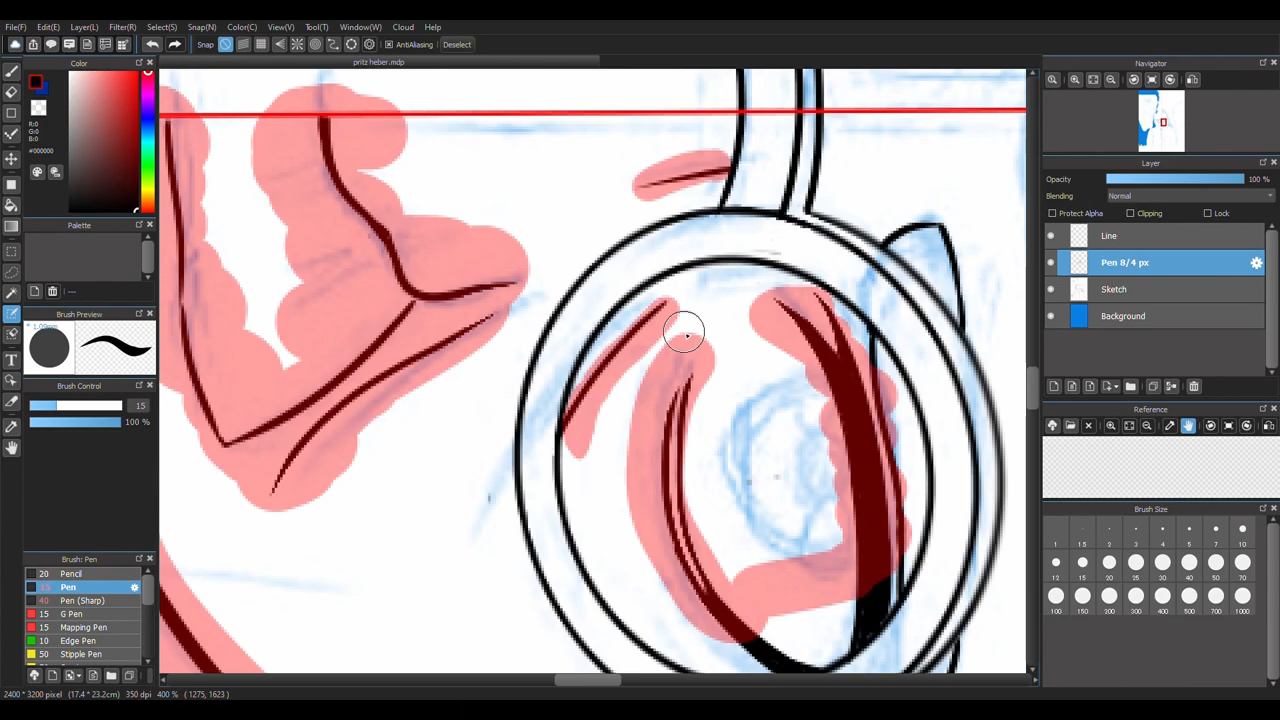 File(F) Edit(E) Layer(L) Filter(R) Select(S) Snap(N) Color(C) View(V) Tool(T) Window(W) Cloud Help
Snap AntiAliasing Deselect
Color pritz heber.mdp Navigator
R:0
G:0
B:0
#000000
Layer
Opacity 100 %
Blending Normal
Protect Alpha Clipping Lock
Palette
Line
Pen 8/4 px
Sketch
Background
---
Brush Preview
Brush Control
15
100 %
Reference
Brush Size
1 1.5 2 3 4 5 7 10
12 15 20 25 30 40 50 70
100 150 200 300 400 500 700 1000
Brush: Pen
20 Pencil
Pen
40 Pen (Sharp)
15 G Pen
15 Mapping Pen
10 Edge Pen
50 Stipple Pen
2400 * 3200 pixel (17.4 * 23.2cm) 350 dpi 400 % ( 1275, 1623 )